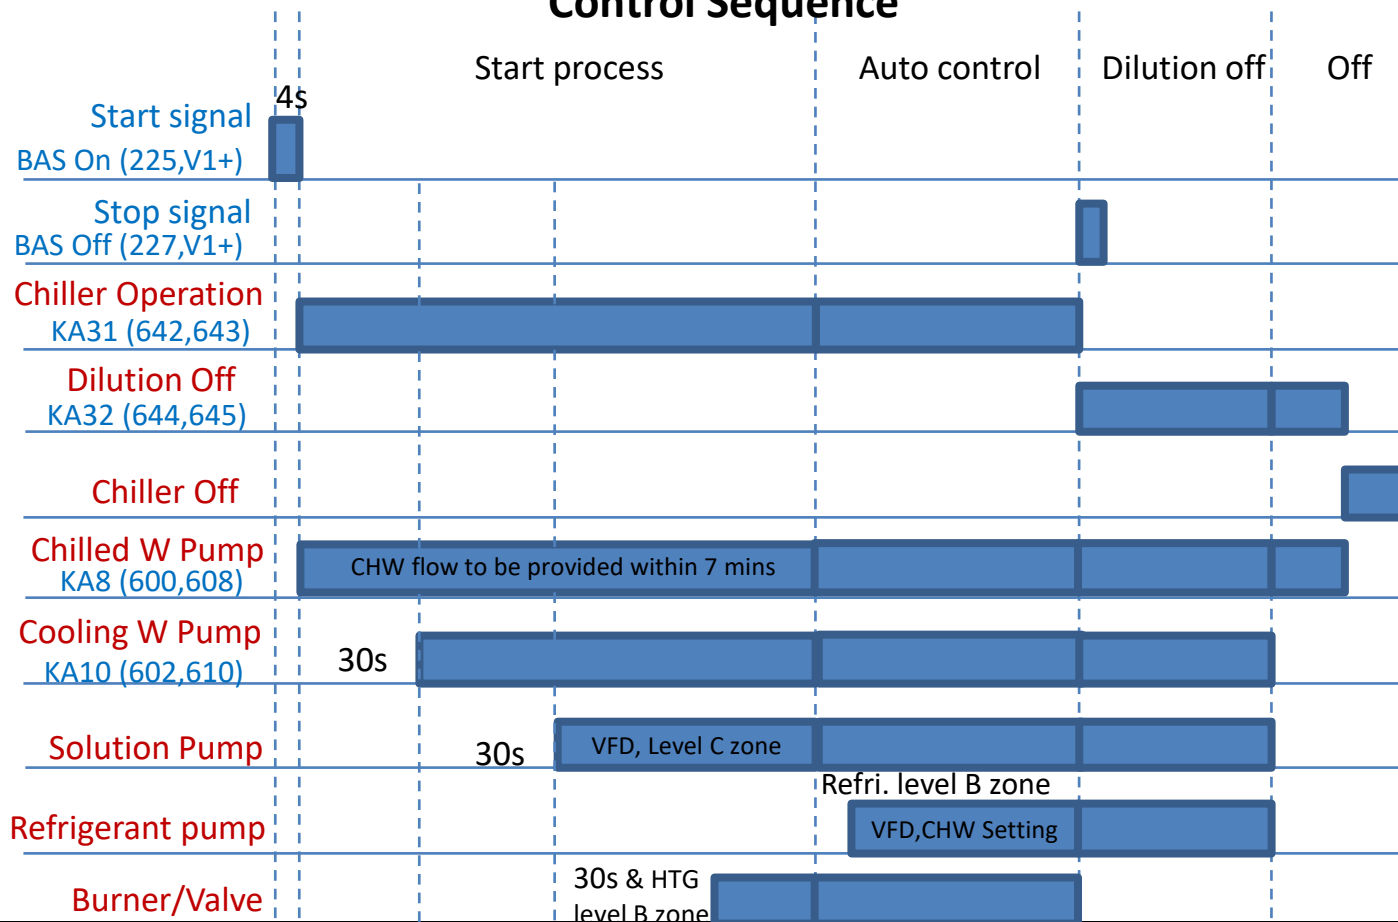 Control Sequence
Start process
Auto control
Dilution off
Off
4s
Start signal
BAS On (225,V1+)
Stop signal
BAS Off (227,V1+)
Chiller Operation
KA31 (642,643)
Dilution Off
KA32 (644,645)
Chiller Off
Chilled W Pump
KA8 (600,608)
CHW flow to be provided within 7 mins
Cooling W Pump
KA10 (602,610)
30s
Solution Pump
30s
VFD, Level C zone
Refri. level B zone
Refrigerant pump
VFD,CHW Setting
Burner/Valve
30s & HTG
level B zone